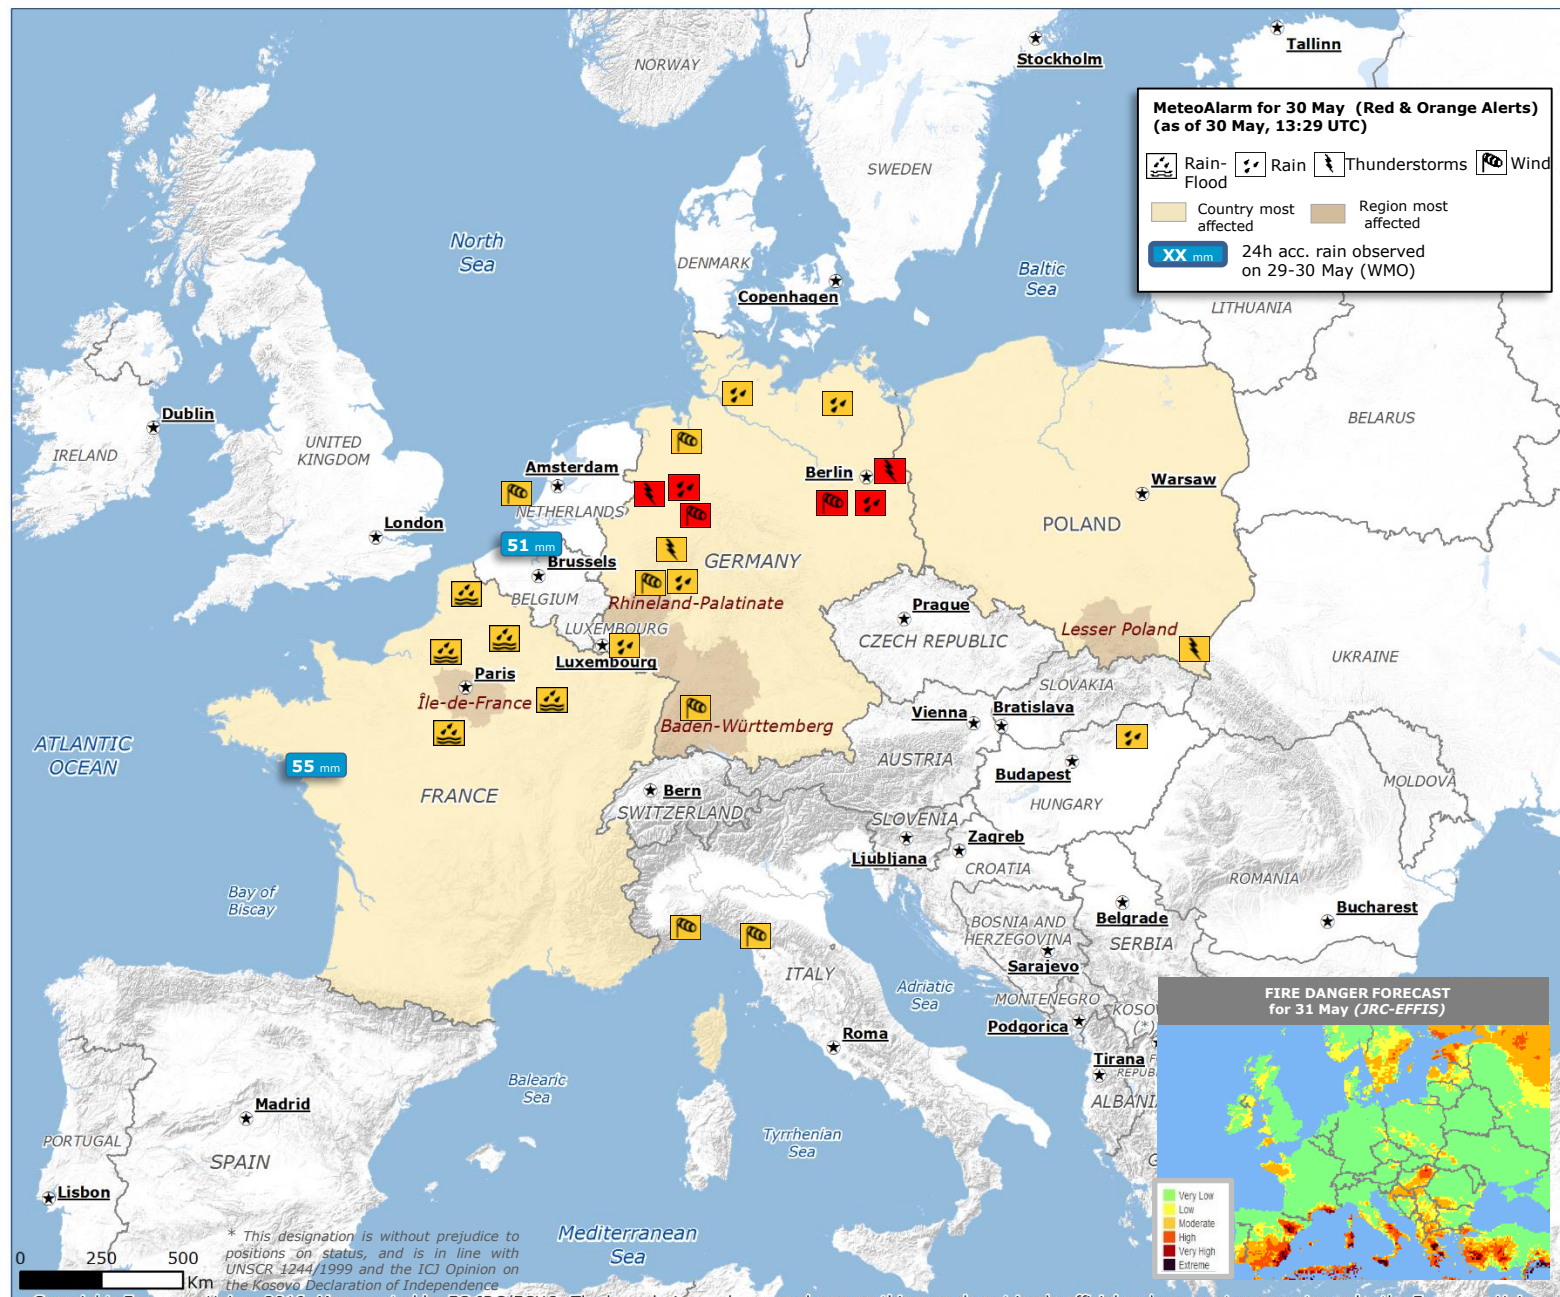 NORWAY
Stockholm
Tallinn
SWEDEN
MeteoAlarm for 30 May (Red & Orange Alerts)
(as of 30 May, 13:29 UTC)
Rain-
Flood
Rain
Thunderstorms
Wind
Country most
affected
Region most
affected
XX mm
24h acc. rain observed
on 29-30 May (WMO)
North
Sea
DENMARK
Copenhagen
Baltic
Sea
LITHUANIA
Dublin
IRELAND
UNITED
KINGDOM
BELARUS
Amsterdam
Berlin
Warsaw
NETHERLANDS
London
POLAND
51 mm
Brussels
GERMANY
BELGIUM
Rhineland-Palatinate
Prague
LUXEMBOURG
CZECH REPUBLIC
Lesser Poland
Luxembourg
UKRAINE
Paris
Île-de-France
SLOVAKIA
Vienna
Bratislava
Baden-Württemberg
ATLANTIC
OCEAN
55 mm
AUSTRIA
Budapest
MOLDOVA
FRANCE
Bern
SWITZERLAND
HUNGARY
SLOVENIA
Zagreb
Ljubljana
CROATIA
ROMANIA
Bay of
Biscay
Belgrade
Bucharest
BOSNIA AND
HERZEGOVINA
SERBIA
Sarajevo
ITALY
Adriatic
Sea
MONTENEGRO
Podgorica
KOSOV
(*)
Roma
Tirana
F
REPUB
ALBANIA
G
FIRE DANGER FORECAST
for 31 May (JRC-EFFIS)
Balearic
Sea
Madrid
Tyrrhenian
Sea
PORTUGAL
SPAIN
Lisbon
Very Low
Low
Moderate
High
Very High
Extreme
Mediterranean
Sea
* This designation is without prejudice to
positions on status, and is in line with
UNSCR 1244/1999 and the ICJ Opinion on
the Kosovo Declaration of Independence
0 250 500
Km